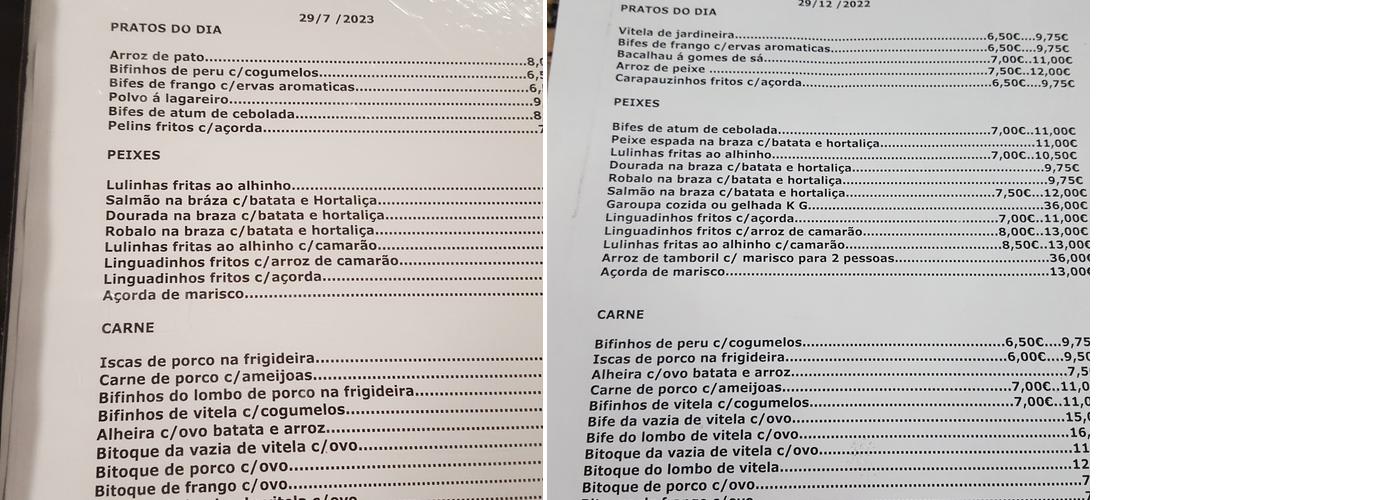 29/7 /2023
PRATOS DO DIA
Arroz de pato..................................................................8,0
Bifinhos de peru c/cogumelos..........................................6,5
Bifes de frango c/ervas aromaticas...................................6,
Polvo á lagareiro.............................................................9
Bifes de atum de cebolada................................................8
Pelins fritos c/açorda.......................................................7
PEIXES
Lulinhas fritas ao alhinho.................................................
Salmão na bráza c/batata e Hortaliça.................................
Dourada na braza c/batata e hortaliça................................
Robalo na braza c/batata e hortaliça..................................
Lulinhas fritas ao alhinho c/camarão..................................
Linguadinhos fritos c/arroz de camarão..............................
Linguadinhos fritos c/açorda.............................................
Açorda de marisco...........................................................
CARNE
Iscas de porco na frigideira...............................................
Carne de porco c/ameijoas................................................
Bifinhos do lombo de porco na frigideira............................
Bifinhos de vitela c/cogumelos..........................................
Alheira c/ovo batata e arroz..............................................
Bitoque da vazia de vitela c/ovo........................................
Bitoque de porco c/ovo....................................................
Bitoque de frango c/ovo...................................................
29/12 /2022
PRATOS DO DIA
Vitela de jardineira.....................................................6,50€....9,75€
Bifes de frango c/ervas aromaticas...............................6,50€....9,75€
Bacalhau á gomes de sá..............................................7,00€..11,00€
Arroz de peixe ..........................................................7,50€..12,00€
Carapauzinhos fritos c/açorda......................................6,50€....9,75€
PEIXES
Bifes de atum de cebolada...........................................7,00€..11,00€
Peixe espada na braza c/batata e hortaliça...............................11,00€
Lulinhas fritas ao alhinho............................................7,00€..10,50€
Dourada na braza c/batata e hortaliça.......................................9,75€
Robalo na braza c/batata e hortaliça.........................................9,75€
Salmão na braza c/batata e hortaliça..............................7,50€...12,00€
Garoupa cozida ou gelhada K G...............................................36,00€
Linguadinhos fritos c/açorda.........................................7,00€..11,00€
Linguadinhos fritos c/arroz de camarão...........................8,00€..13,00€
Lulinhas fritas ao alhinho c/camarão...............................8,50€..13,00€
Arroz de tamboril c/ marisco para 2 pessoas...............................36,00€
Açorda de marisco.................................................................13,00€
CARNE
Bifinhos de peru c/cogumelos........................................6,50€....9,75
Iscas de porco na frigideira...........................................6,00€....9,50
Alheira c/ovo batata e arroz.....................................................7,5
Carne de porco c/ameijoas............................................7,00€..11,0
Bifinhos de vitela c/cogumelos.......................................7,00€..11,0
Bife da vazia de vitela c/ovo....................................................15,
Bife do lombo de vitela c/ovo...................................................16,
Bitoque da vazia de vitela c/ovo................................................11
Bitoque do lombo de vitela......................................................12
Bitoque de porco c/ovo...........................................................7